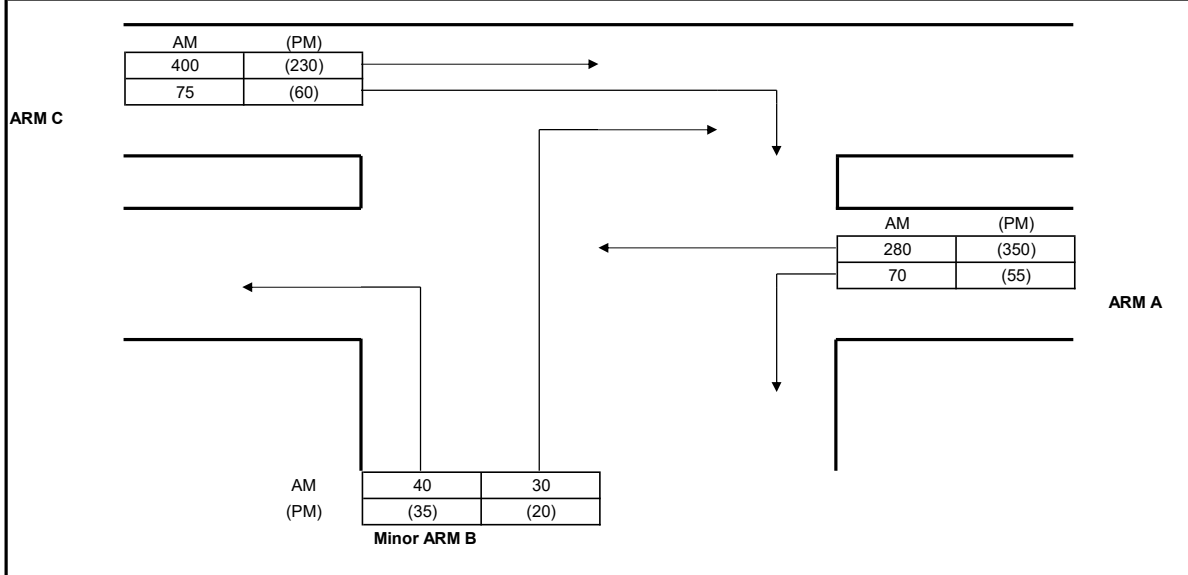 AM (PM)
400 (230)
75 (60)
ARM C
AM (PM)
280 (350)
70 (55)
ARM A
AM 40 30
(PM) (35) (20)
Minor ARM B